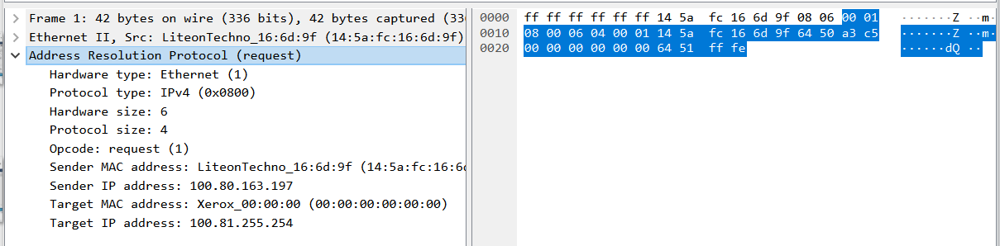 Frame 1: 42 bytes on wire (336 bits), 42 bytes captured (33
Ethernet II, Src: LiteonTechno_16:6d:9f (14:5a:fc:16:6d:9f)
Address Resolution Protocol (request)
Hardware type: Ethernet (1)
Protocol type: IPv4 (0x0800)
Hardware size: 6
Protocol size: 4
Opcode: request (1)
Sender MAC address: LiteonTechno_16:6d:9f (14:5a:fc:16:6d
Sender IP address: 100.80.163.197
Target MAC address: Xerox_00:00:00 (00:00:00:00:00:00)
Target IP address: 100.81.255.254
0000 ff ff ff ff ff ff 14 5a fc 16 6d 9f 08 06 00 01 ·······Z ··m·····
0010 08 00 06 04 00 01 14 5a fc 16 6d 9f 64 50 a3 c5 ·······Z ··m·dP··
0020 00 00 00 00 00 00 64 51 ff fe ······dQ ··